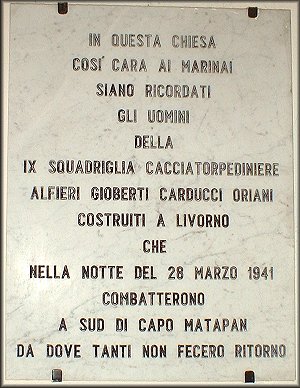 IN QUESTA CHIESA
COSI' CARA AI MARINAI
SIANO RICORDATI
GLI UOMINI
DELLA
IX SQUADRIGLIA CACCIATORPEDINIERE
ALFIERI GIOBERTI CARDUCCI ORIANI
COSTRUITI A LIVORNO
CHE
NELLA NOTTE DEL 28 MARZO 1941
COMBATTERONO
A SUD DI CAPO MATAPAN
DA DOVE TANTI NON FECERO RITORNO